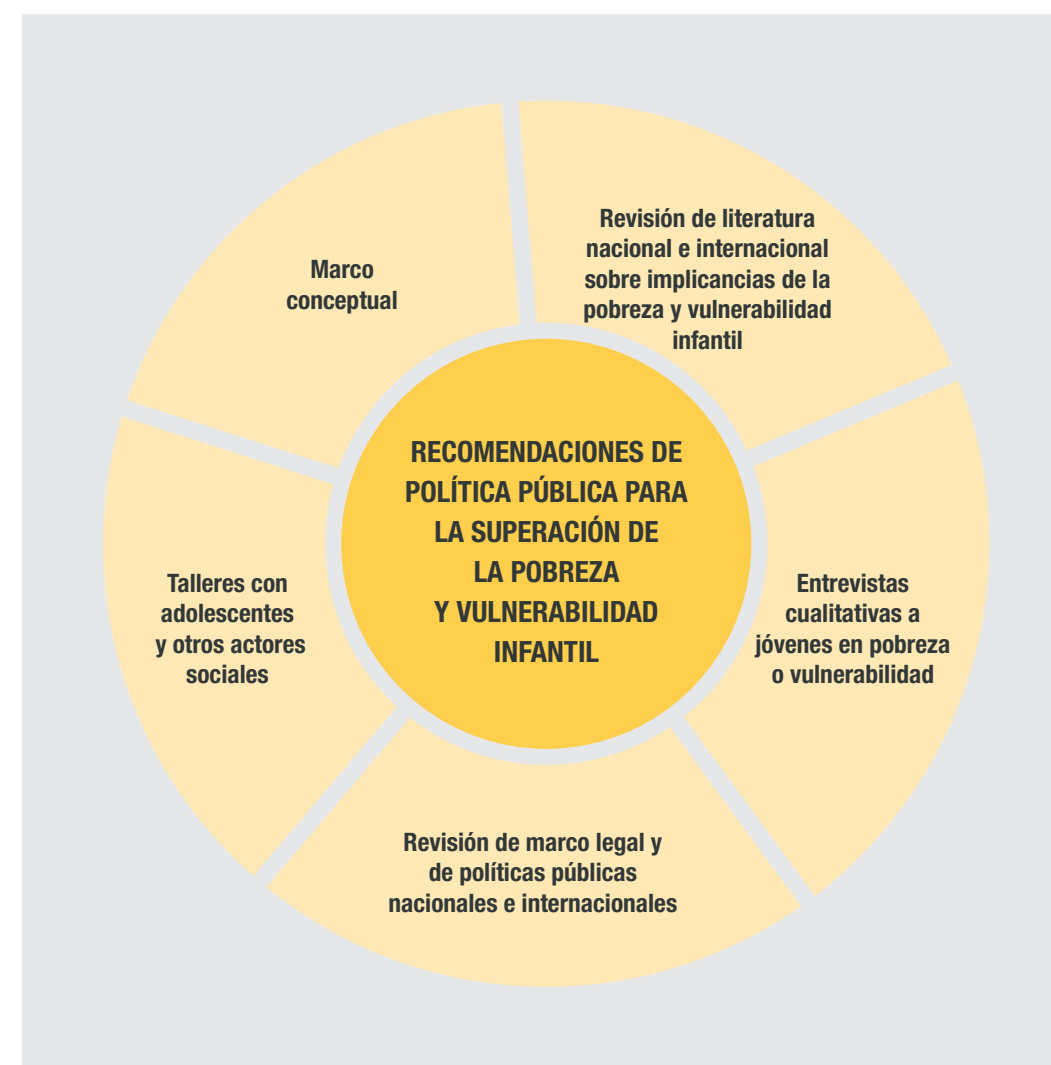 Marco
conceptual
Revisión de literatura
nacional e internacional
sobre implicancias de la
pobreza y vulnerabilidad
infantil
Entrevistas
cualitativas a
jóvenes en pobreza
o vulnerabilidad
Revisión de marco legal y
de políticas públicas
nacionales e internacionales
Talleres con
adolescentes
y otros actores
sociales
RECOMENDACIONES DE
POLÍTICA PÚBLICA PARA
LA SUPERACIÓN DE
LA POBREZA
Y VULNERABILIDAD
INFANTIL